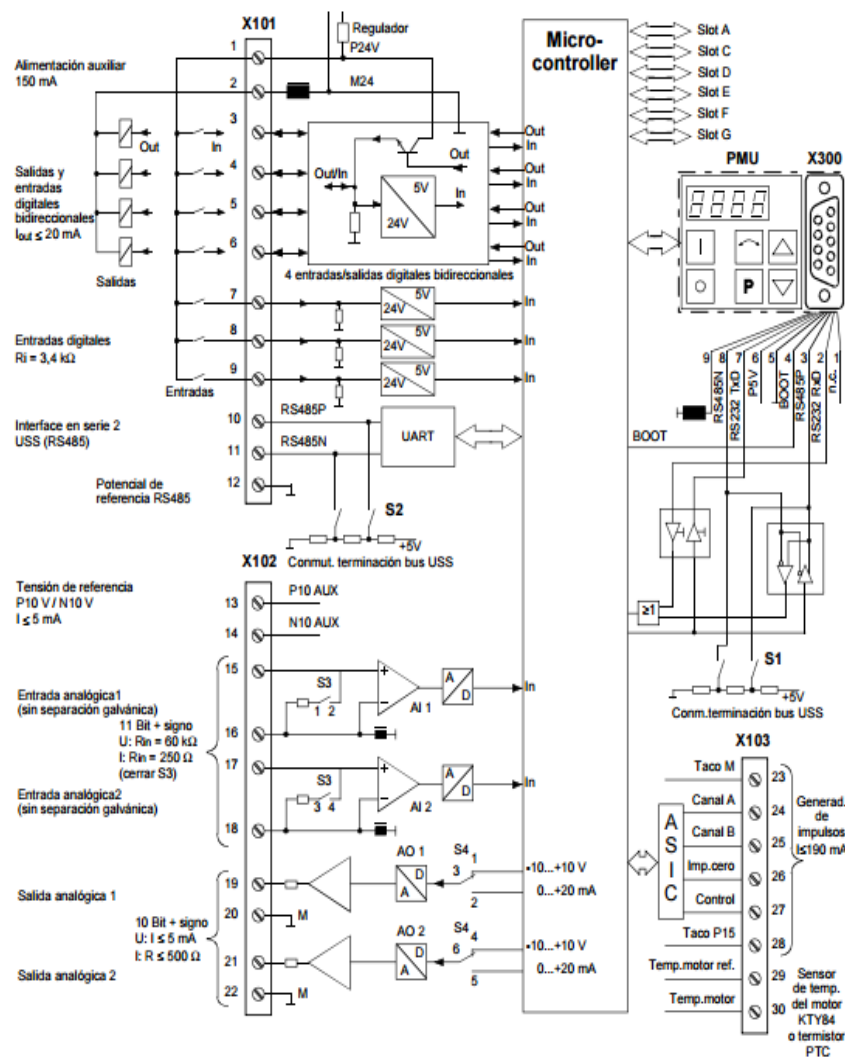 X101
Regulador
P24V
1
Alimentación auxiliar
150 mA
2
M24
Micro-
controller
Slot A
Slot C
Slot D
Slot E
Slot F
Slot G
3
Out
In
Out
In
4
Out
In
Salidas y
entradas
digitales
bidireccionales
Iout ≤ 20 mA
Out/In
Out
In
5V
24V
5
Out
In
6
Out
In
Salidas
4 entradas/salidas digitales bidireccionales
PMU
X300
P
7
5V
24V
In
Entradas digitales
Ri = 3,4 kΩ
8
5V
24V
In
9
5V
24V
In
Entradas
9 8 7 6 5 4 3 2 1
RS485N
RS232 TxD
P5V
BOOT
RS485P
RS232 RxD
n.c.
Interface en serie 2
USS (RS485)
10
RS485P
11
RS485N
UART
BOOT
Potencial de
referencia RS485
12
S2
+5V
Conmut. terminación bus USS
≥1
S1
+5V
Conm.terminación bus USS
X102
Tensión de referencia
P10 V / N10 V
I ≤ 5 mA
13
P10 AUX
14
N10 AUX
15
Entrada analógica1
(sin separación galvánica)
S3
1 2
+
-
AI 1
A
D
In
16
11 Bit + signo
U: Rin = 60 kΩ
I: Rin = 250 Ω
(cerrar S3)
17
Entrada analógica2
(sin separación galvánica)
S3
3 4
+
-
AI 2
A
D
In
18
Salida analógica 1
19
AO 1
D
A
S4
1
3
2
-10...+10 V
0...+20 mA
20
M
10 Bit + signo
U: I ≤ 5 mA
I: R ≤ 500 Ω
21
AO 2
D
A
S4
4
6
5
-10...+10 V
0...+20 mA
Salida analógica 2
22
M
X103
ASIC
Taco M
23
Canal A
24
Canal B
25
Imp.cero
26
Control
27
Taco P15
28
Generad.
de
impulsos
I≤190 mA
Temp.motor ref.
29
Temp.motor
30
Sensor
de temp.
del motor
KTY84
o termistor
PTC